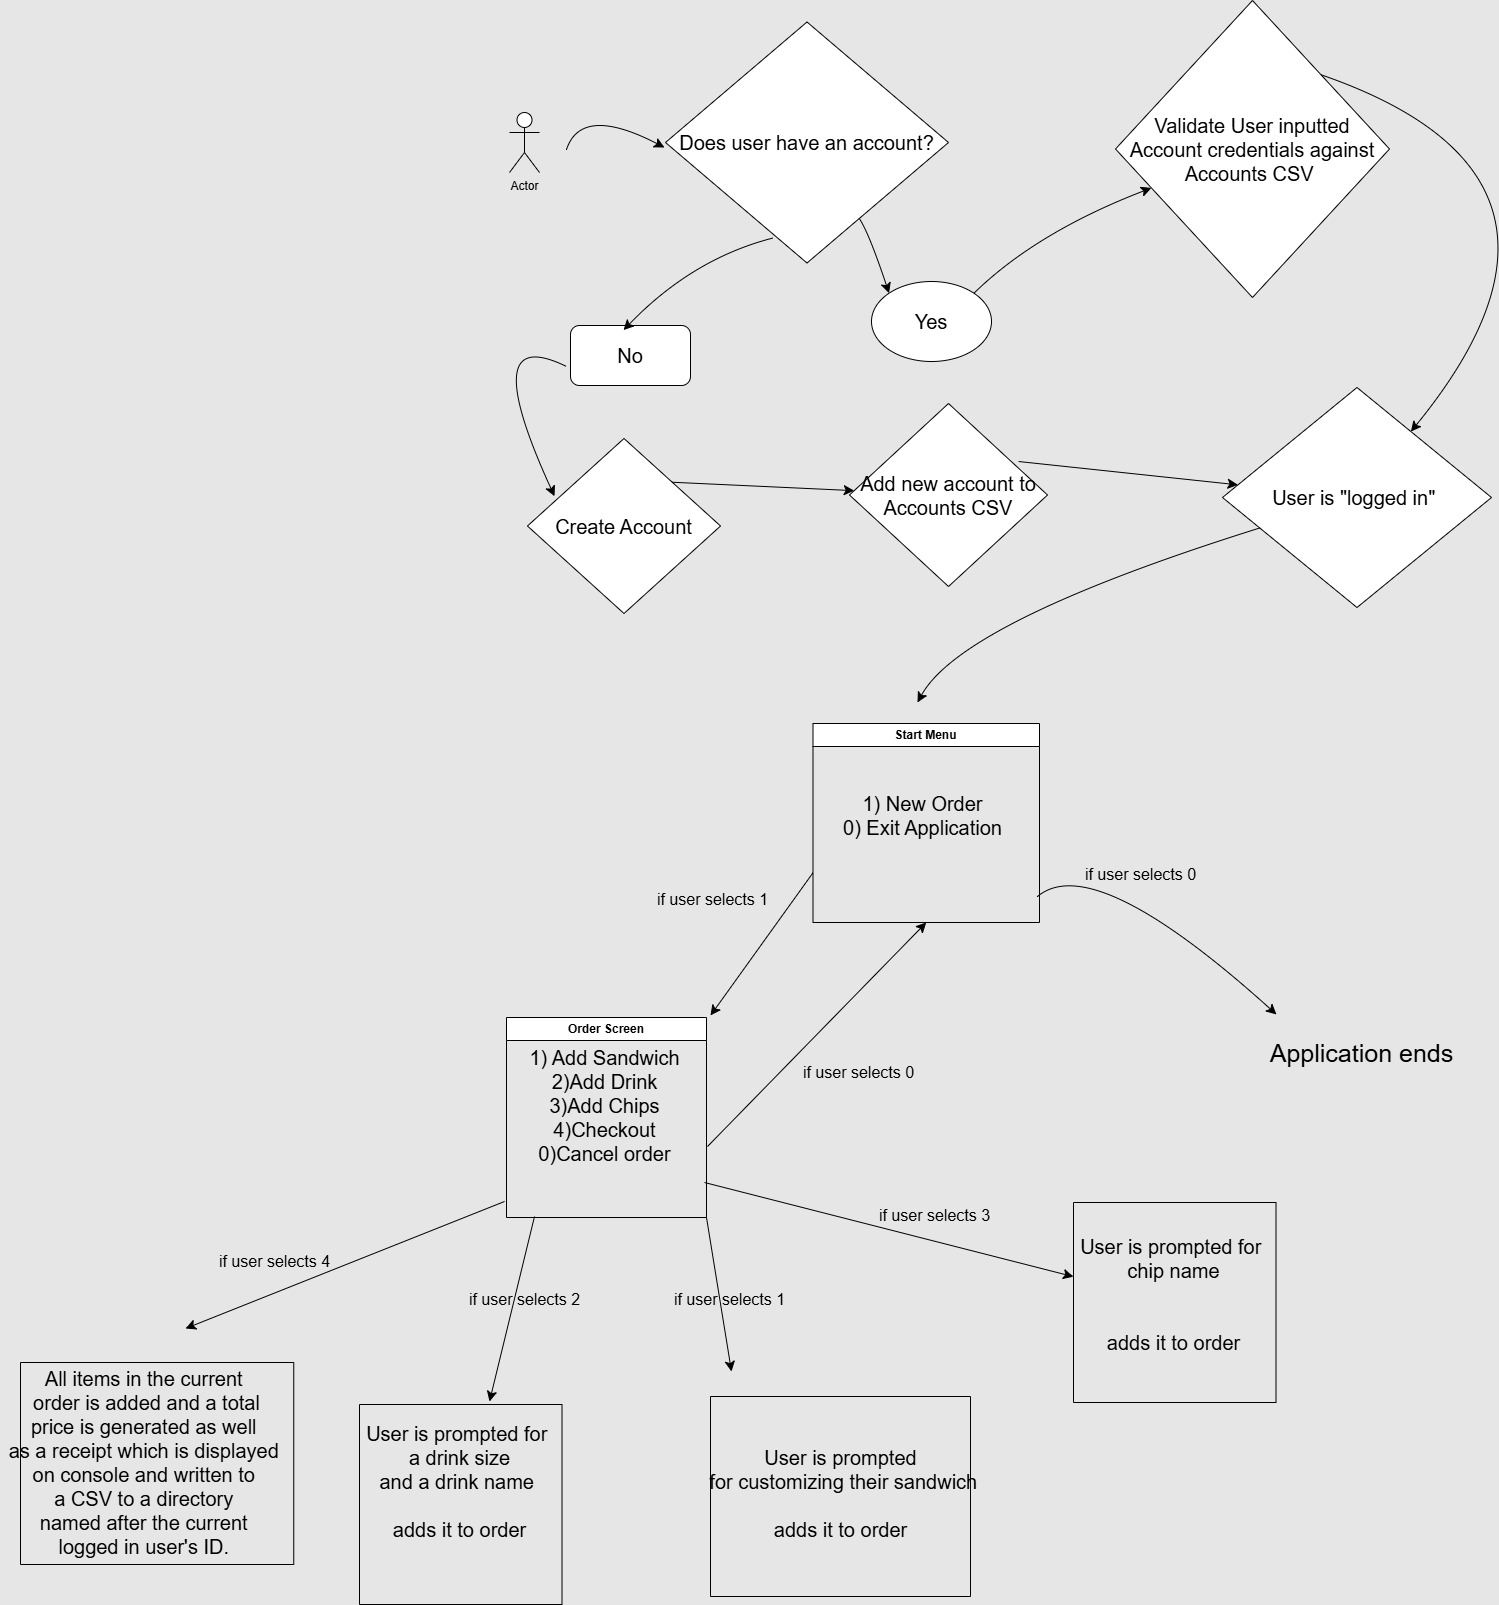 Actor
Does user have an account?
Validate User inputted
Account credentials against
Accounts CSV
No
Yes
Create Account
Add new account to
Accounts CSV
User is "logged in"
Start Menu
1) New Order
0) Exit Application
if user selects 1
if user selects 0
Application ends
Order Screen
1) Add Sandwich
2)Add Drink
3)Add Chips
4)Checkout
0)Cancel order
if user selects 0
if user selects 4
if user selects 2
if user selects 1
if user selects 3
All items in the current
order is added and a total
price is generated as well
as a receipt which is displayed
on console and written to
a CSV to a directory
named after the current
logged in user's ID.
User is prompted for
a drink size
and a drink name
adds it to order
User is prompted
for customizing their sandwich
adds it to order
User is prompted for
chip name
adds it to order